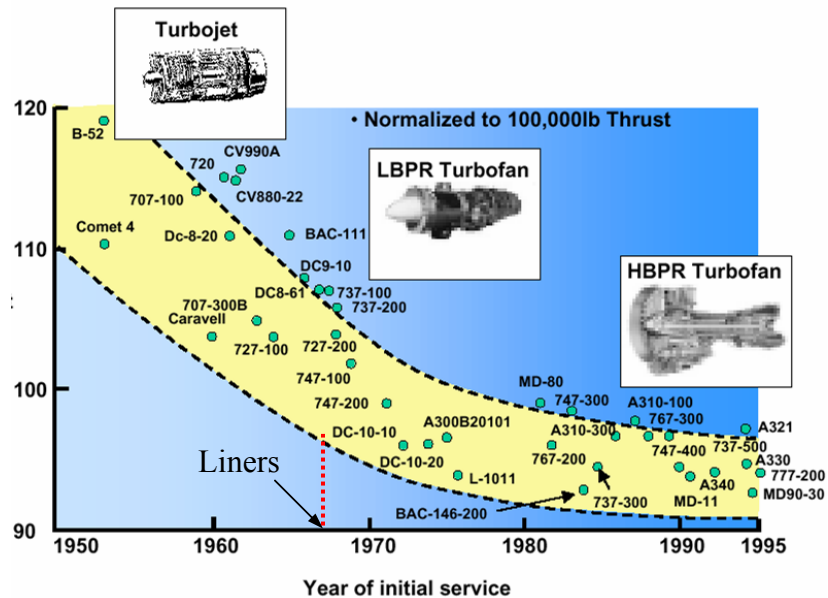 Turbojet
120
• Normalized to 100,000lb Thrust
B-52
CV990A
720
LBPR Turbofan
CV880-22
707-100
Comet 4
Dc-8-20
BAC-111
110
HBPR Turbofan
DC9-10
DC8-61
737-100
707-300B
737-200
Caravell
727-100
727-200
747-100
MD-80
100
747-300
A310-100
747-200
A300B20101
767-300
A321
DC-10-10
A310-300
737-500
747-400
767-200
A330
Liners
DC-10-20
L-1011
777-200
A340
MD-11
MD90-30
737-300
BAC-146-200
90
1950
1960
1970
1980
1990
1995
Year of initial service